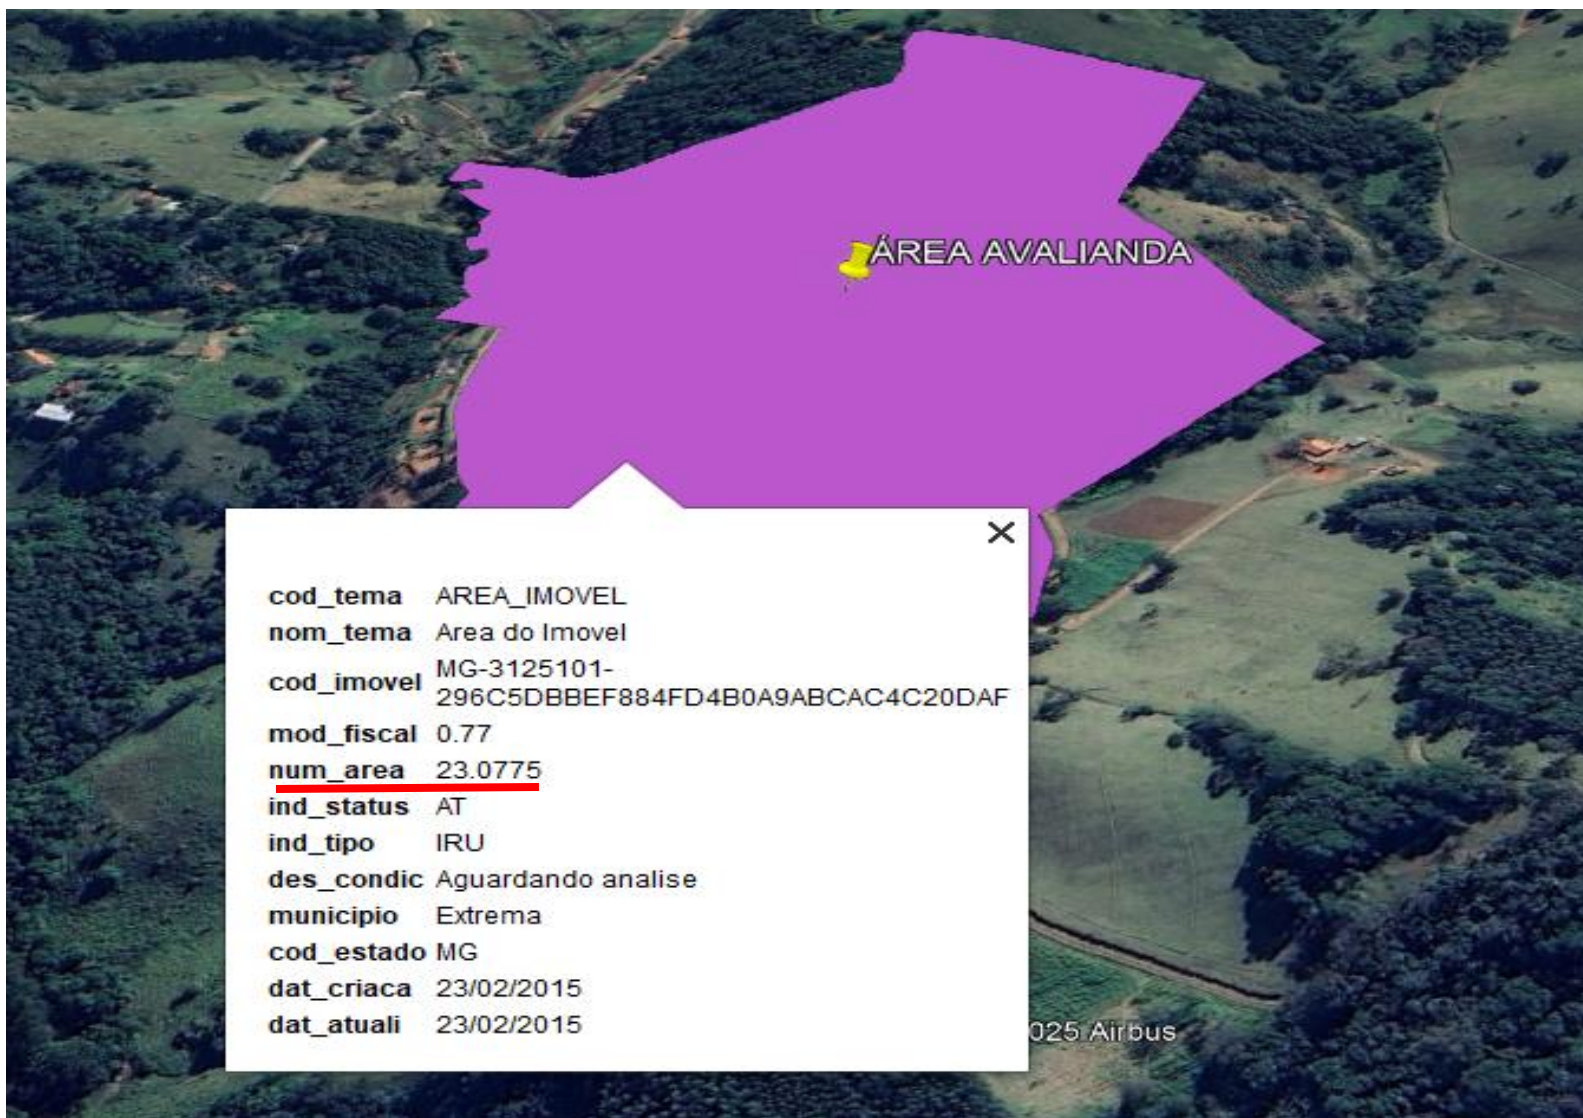 ÁREA AVALIANDA
cod_tema AREA_IMOVEL
nom_tema Area do Imovel
cod_imovel MG-3125101-
296C5DBBEF884FD4B0A9ABCAC4C20DAF
mod_fiscal 0.77
num_area 23.0775
ind_status AT
ind_tipo IRU
des_condic Aguardando analise
municipio Extrema
cod_estado MG
dat_criaca 23/02/2015
dat_atuali 23/02/2015
025 Airbus